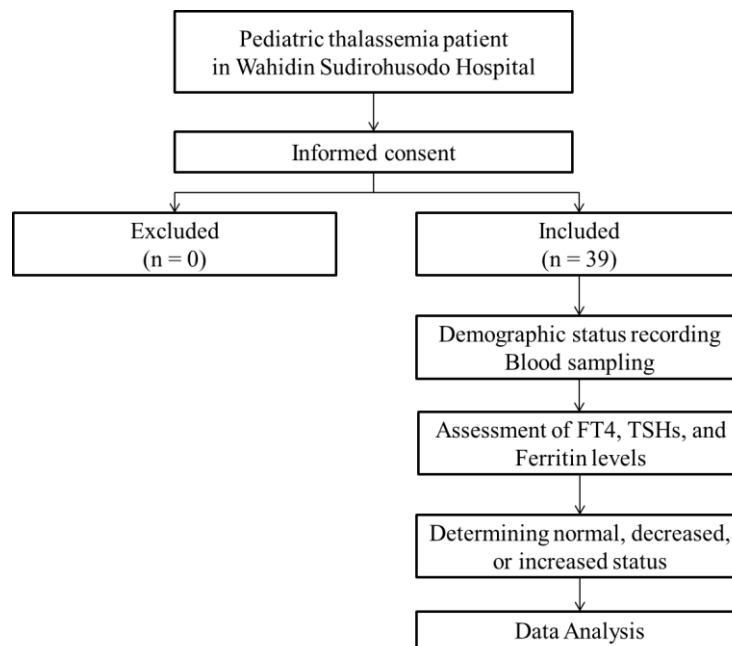 Pediatric thalassemia patient
in Wahidin Sudirohusodo Hospital
Informed consent
Excluded
(n = 0)
Included
(n = 39)
Demographic status recording
Blood sampling
Assessment of FT4, TSHs, and
Ferritin levels
Determining normal, decreased,
or increased status
Data Analysis